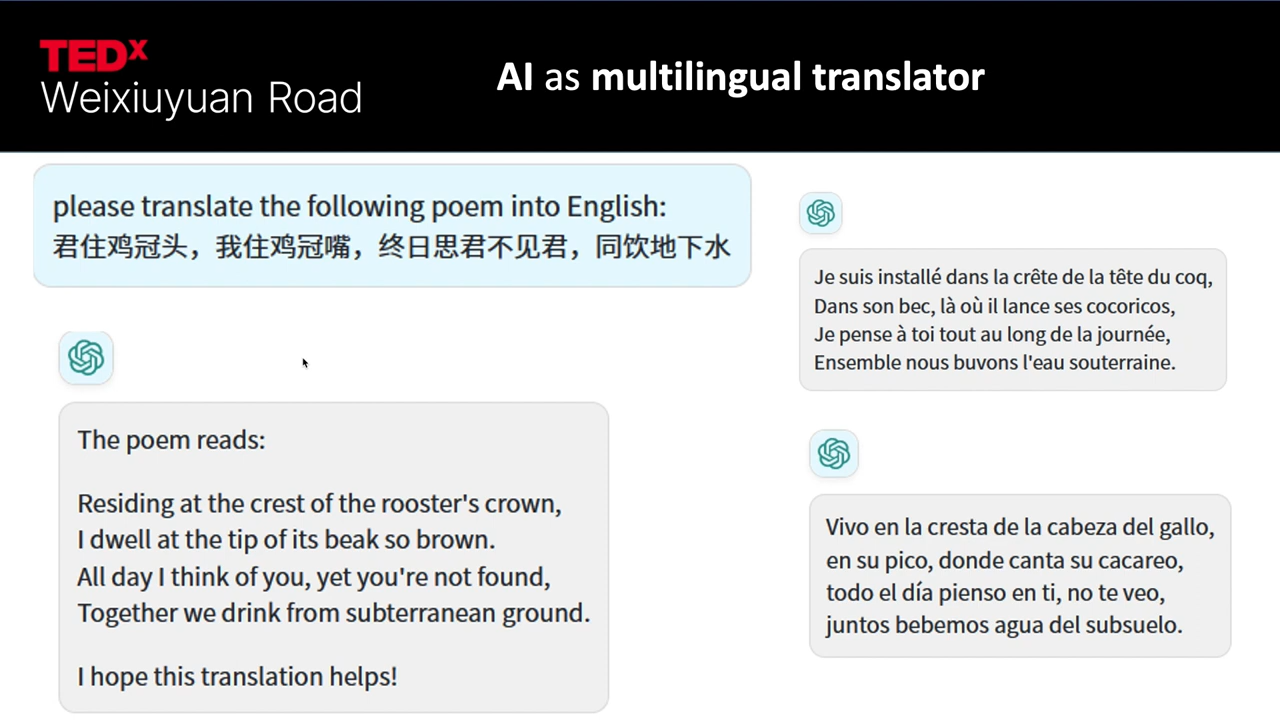 TEDx
Weixiuyuan Road
AI as multilingual translator
please translate the following poem into English:
君住鸡冠头，我住鸡冠嘴，终日思君不见君，同饮地下水
The poem reads:
Residing at the crest of the rooster's crown,
I dwell at the tip of its beak so brown.
All day I think of you, yet you're not found,
Together we drink from subterranean ground.
I hope this translation helps!
Je suis installé dans la crête de la tête du coq,
Dans son bec, là où il lance ses cocoricos,
Je pense à toi tout au long de la journée,
Ensemble nous buvons l'eau souterraine.
Vivo en la cresta de la cabeza del gallo,
en su pico, donde canta su cacareo,
todo el día pienso en ti, no te veo,
juntos bebemos agua del subsuelo.